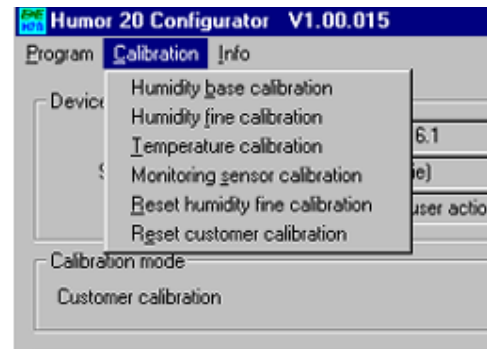 Humor 20 Configurator V1.00.015
Program Calibration Info
Device
Humidity base calibration
Humidity fine calibration
6.1
Temperature calibration
S
ie)
Monitoring sensor calibration
Reset humidity fine calibration
user actio
Reset customer calibration
Calibration mode
Customer calibration